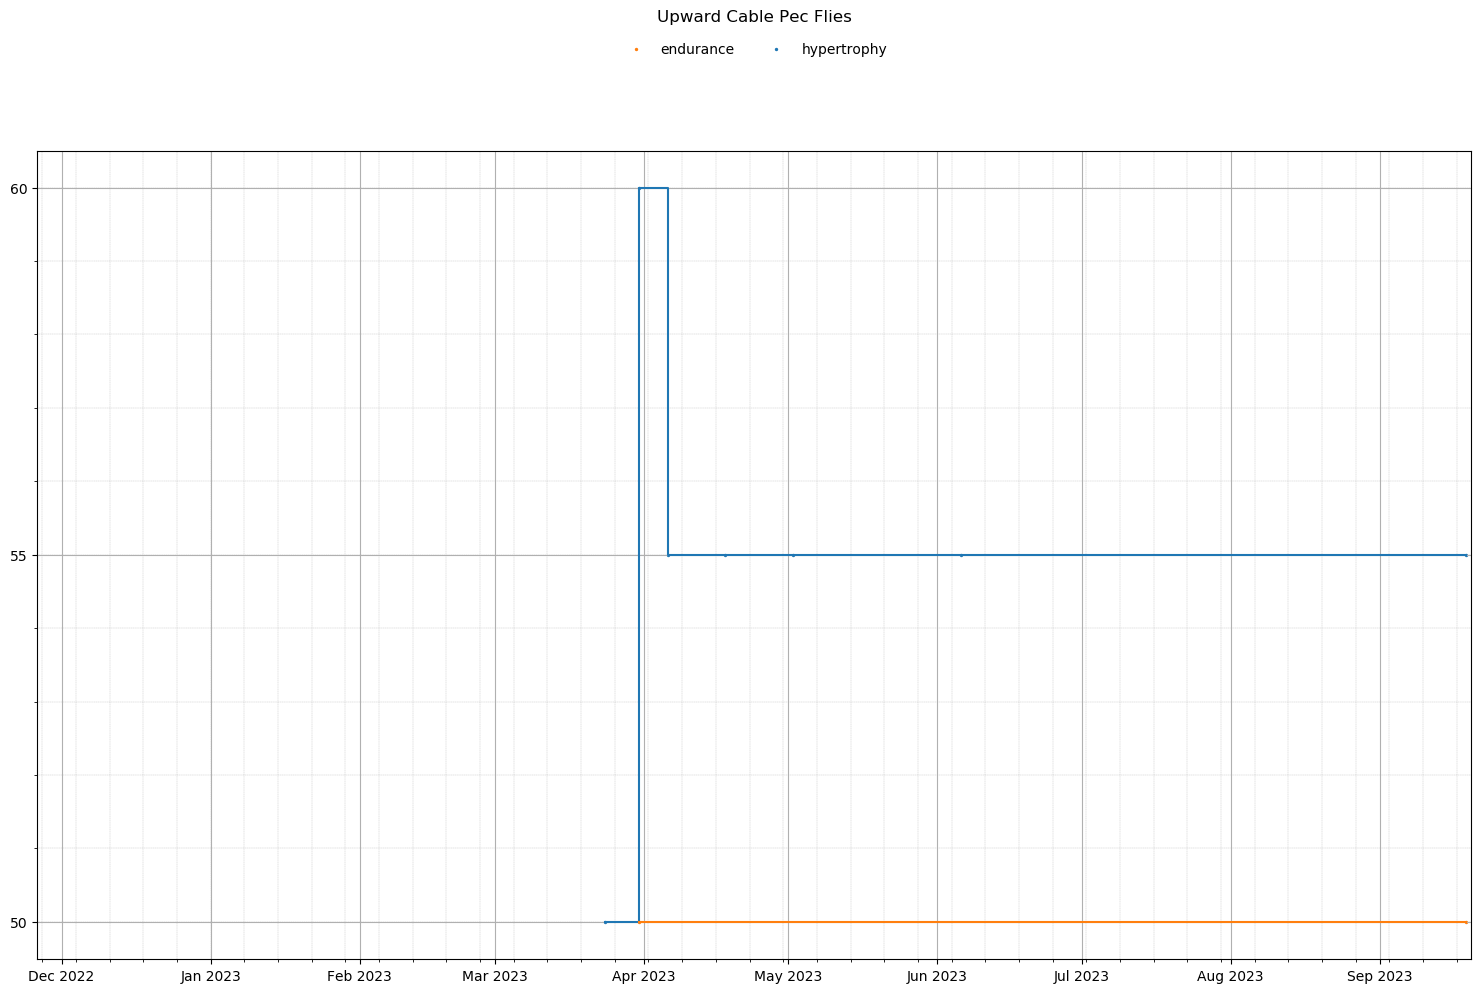 Upward Cable Pec Flies
endurance hypertrophy
60
55
50
Dec 2022 Jan 2023 Feb 2023 Mar 2023 Apr 2023 May 2023 Jun 2023 Jul 2023 Aug 2023 Sep 2023